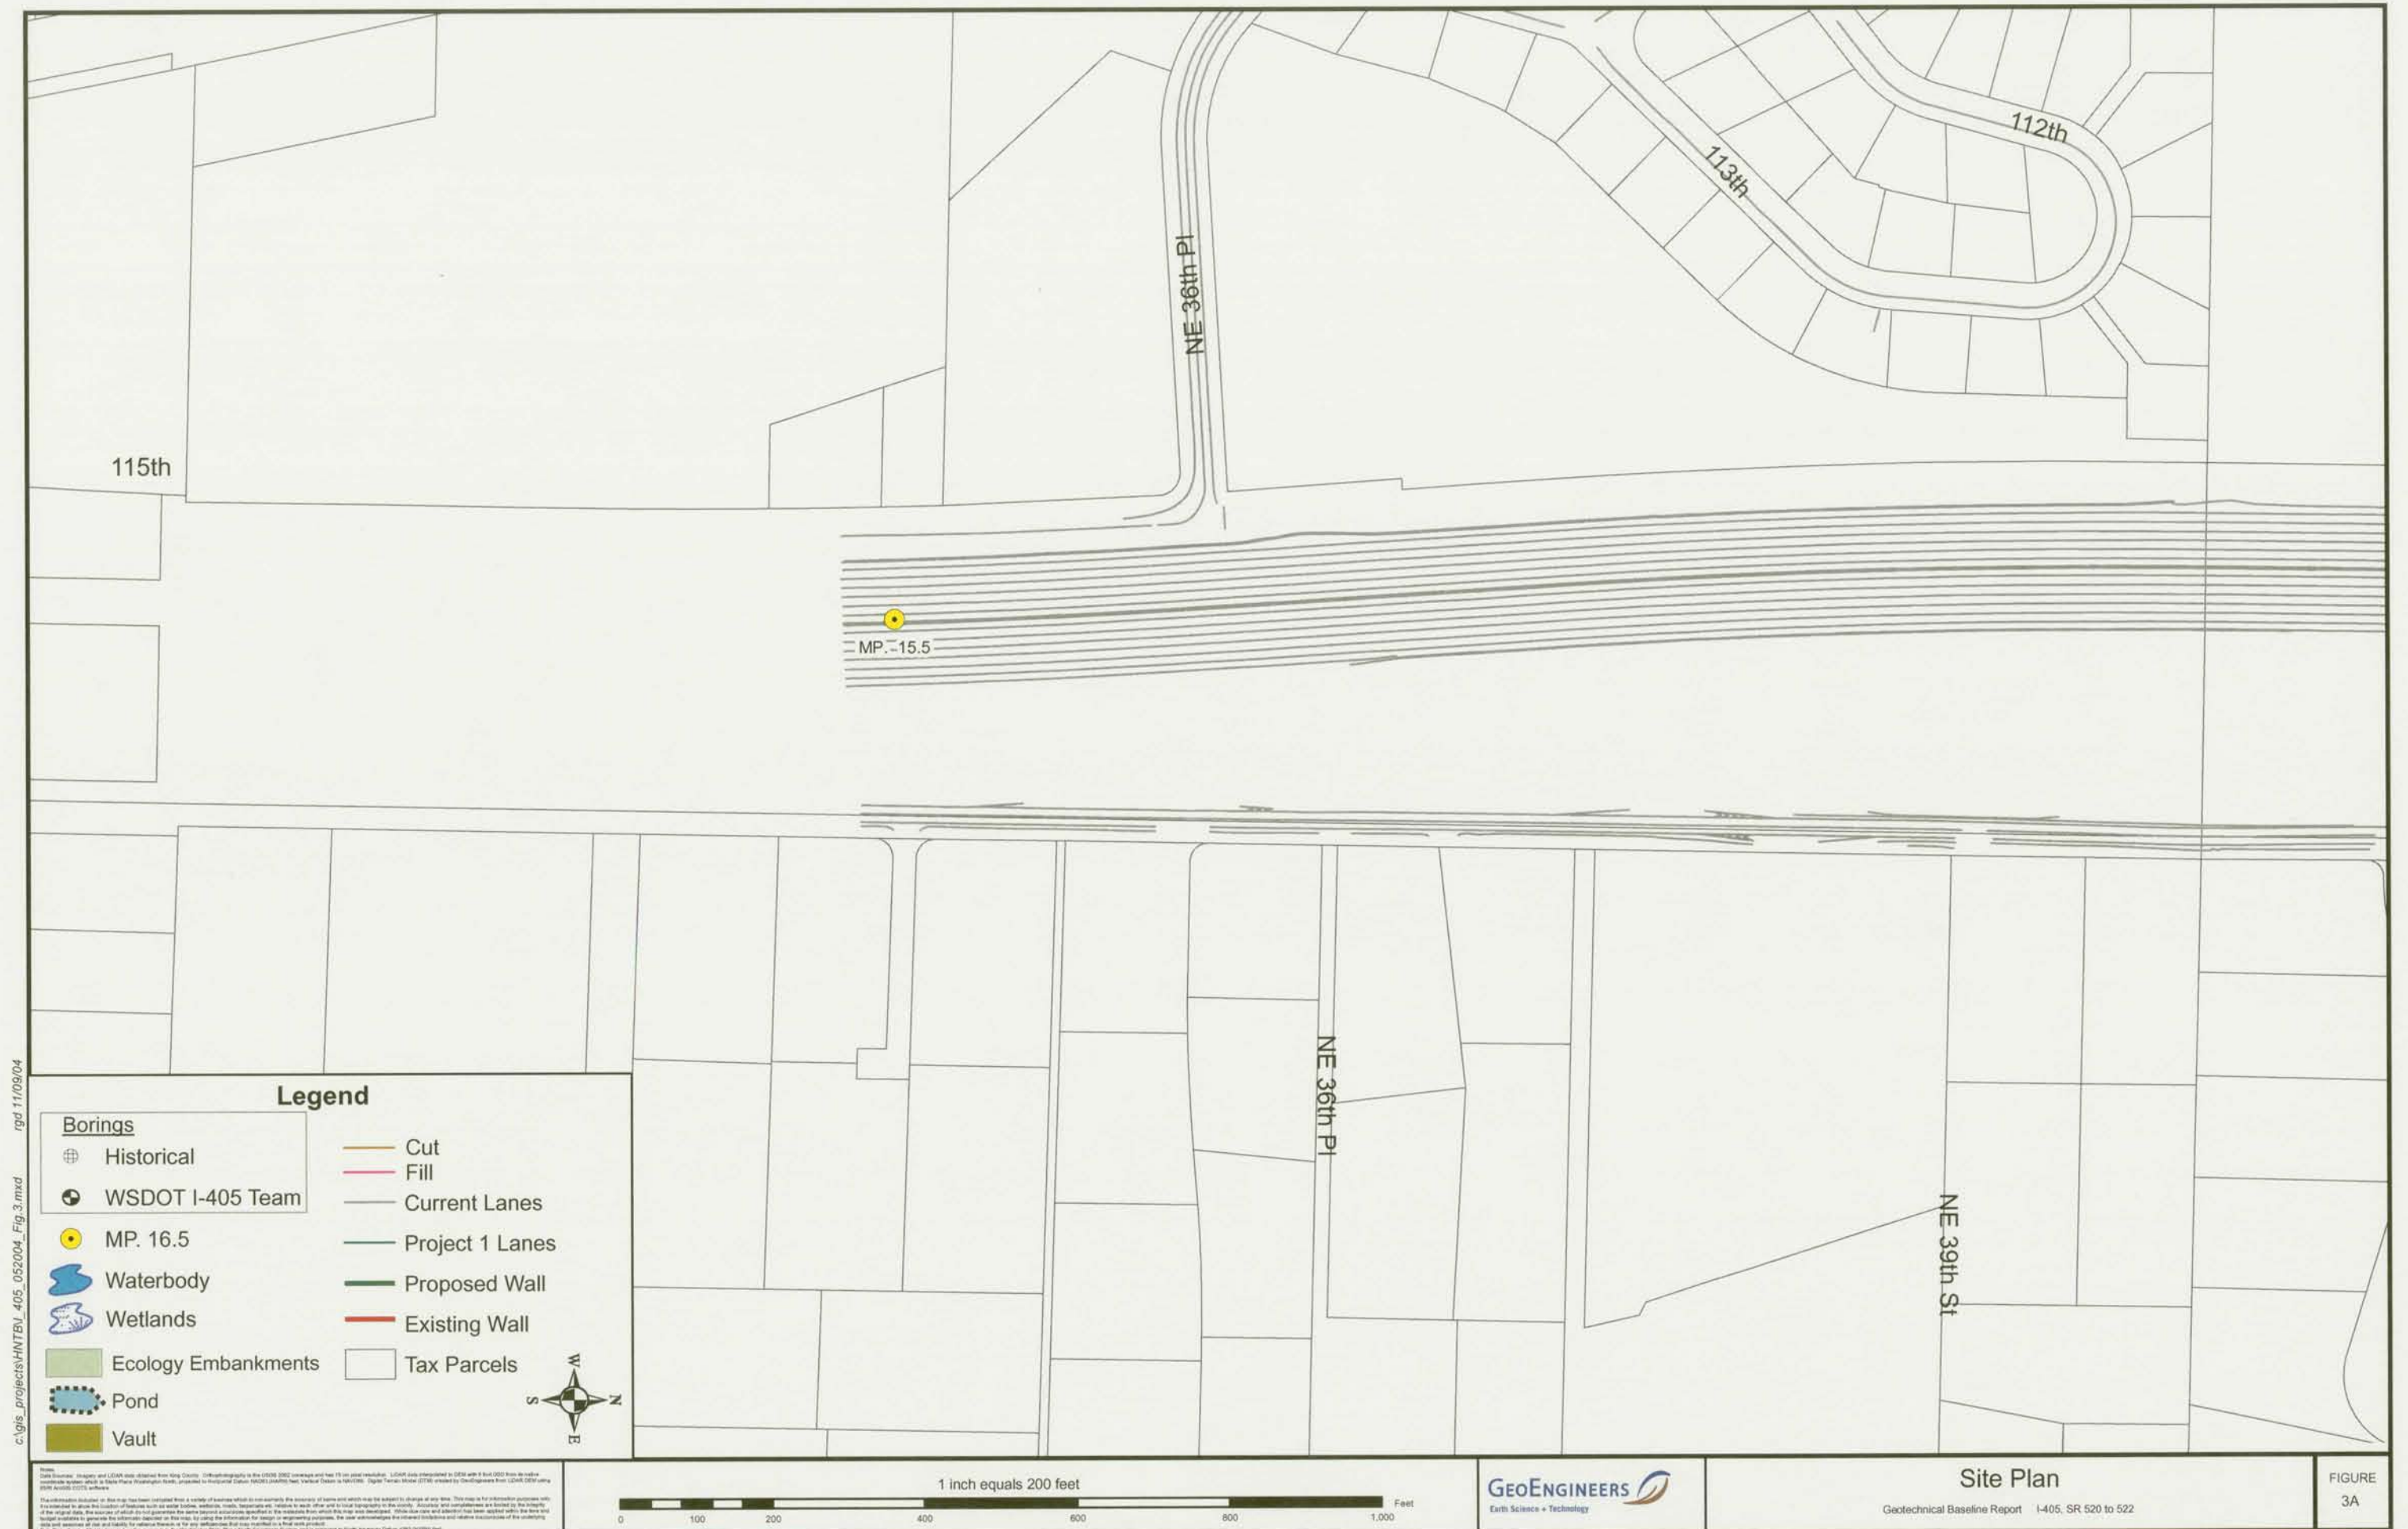 112th
113th
NE 36th Pl
115th
MP. 15.5
NE 36th Pl
NE 39th St
c:\gis_projects\HNTB\I_405_052004_Fig.3.mxd rgd 11/09/04
Legend
Borings
Historical
WSDOT I-405 Team
MP. 16.5
Waterbody
Wetlands
Ecology Embankments
Pond
Vault
Cut
Fill
Current Lanes
Project 1 Lanes
Proposed Wall
Existing Wall
Tax Parcels
W
S N
E
Notes
1 inch equals 200 feet
Feet
0 100 200 400 600 800 1,000
GEOENGINEERS
Earth Science + Technology
Site Plan
Geotechnical Baseline Report I-405, SR 520 to 522
FIGURE
3A